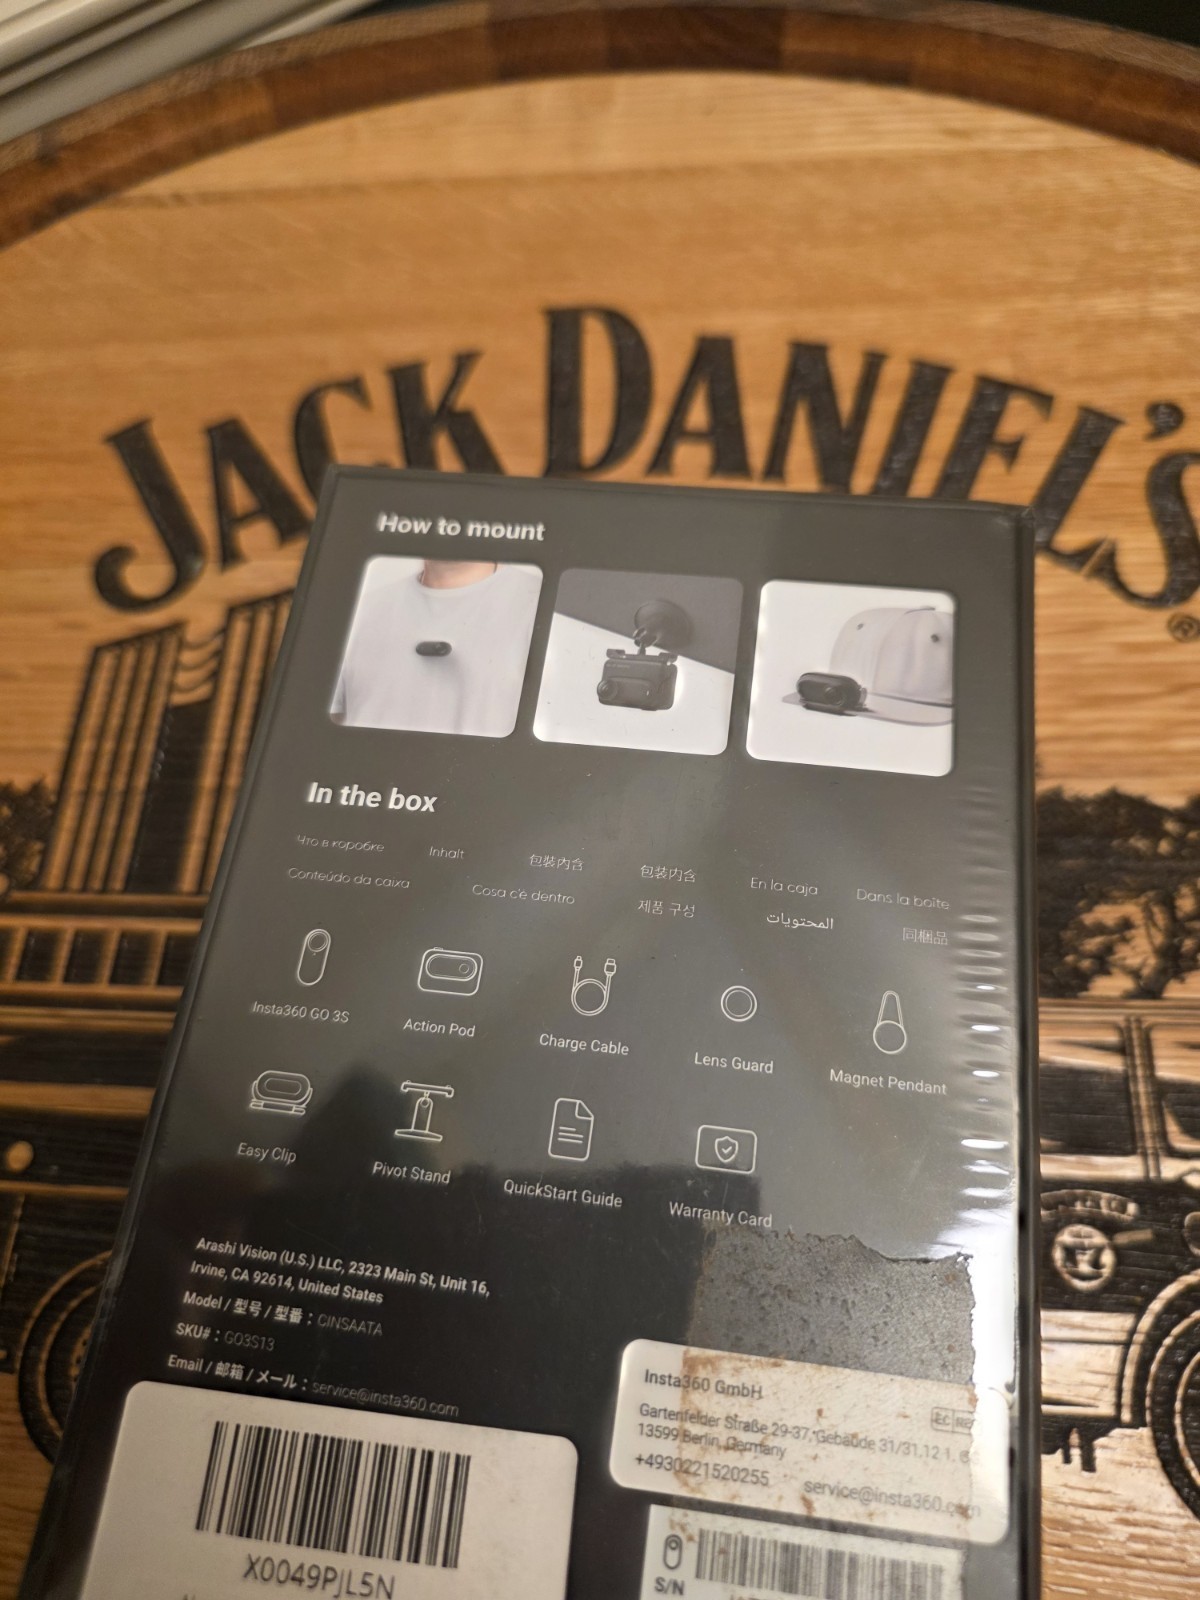 JACK DANIEL'S
®
How to mount
In the box
Что в коробке Inhalt 包裝內含 包装内含 En la caja Dans la boîte
Conteúdo da caixa Cosa c'è dentro 제품 구성 المحتويات 同梱品
Insta360 GO 3S Action Pod Charge Cable Lens Guard Magnet Pendant
Easy Clip Pivot Stand QuickStart Guide Warranty Card
Arashi Vision (U.S.) LLC, 2323 Main St, Unit 16,
Irvine, CA 92614, United States
Model / 型号 / 型番：CINSAATA
SKU#：GO3S13
Email / 邮箱 / メール：service@insta360.com
X0049PJL5N
Insta360 GmbH
EC REP
Gartenfelder Straße 29-37, Gebäude 31/31,12 1.
13599 Berlin, Germany
+4930221520255 service@insta360.com
S/N